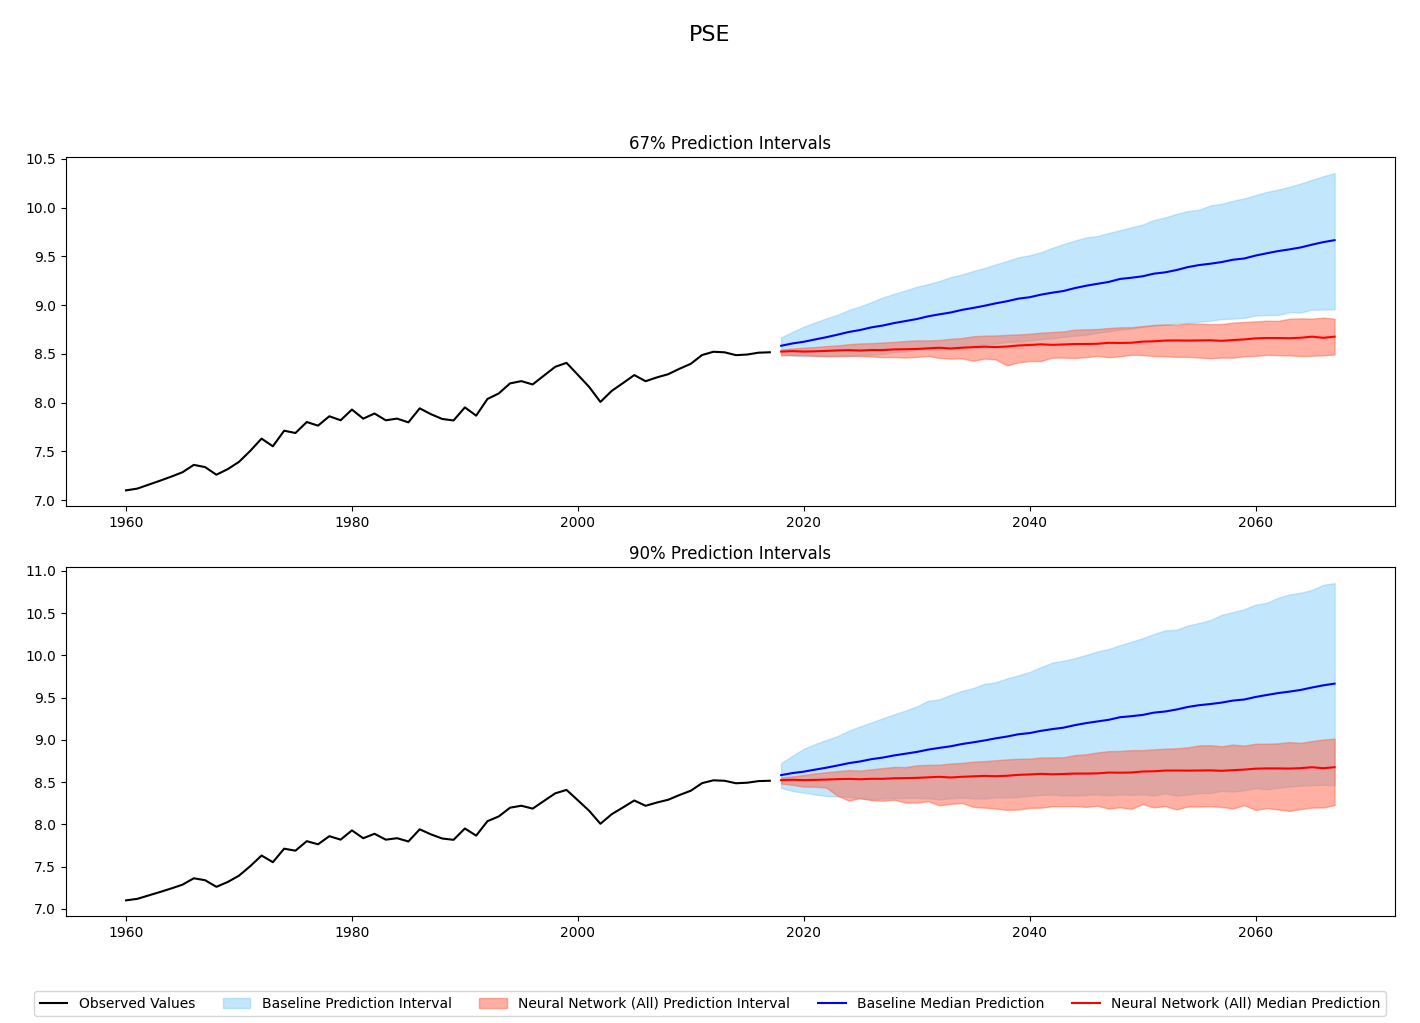 PSE
67% Prediction Intervals
10.5
10.0
9.5
9.0
8.5
8.0
7.5
7.0
1960 1980 2000 2020 2040 2060
90% Prediction Intervals
11.0
10.5
10.0
9.5
9.0
8.5
8.0
7.5
7.0
1960 1980 2000 2020 2040 2060
Observed Values Baseline Prediction Interval Neural Network (All) Prediction Interval Baseline Median Prediction Neural Network (All) Median Prediction